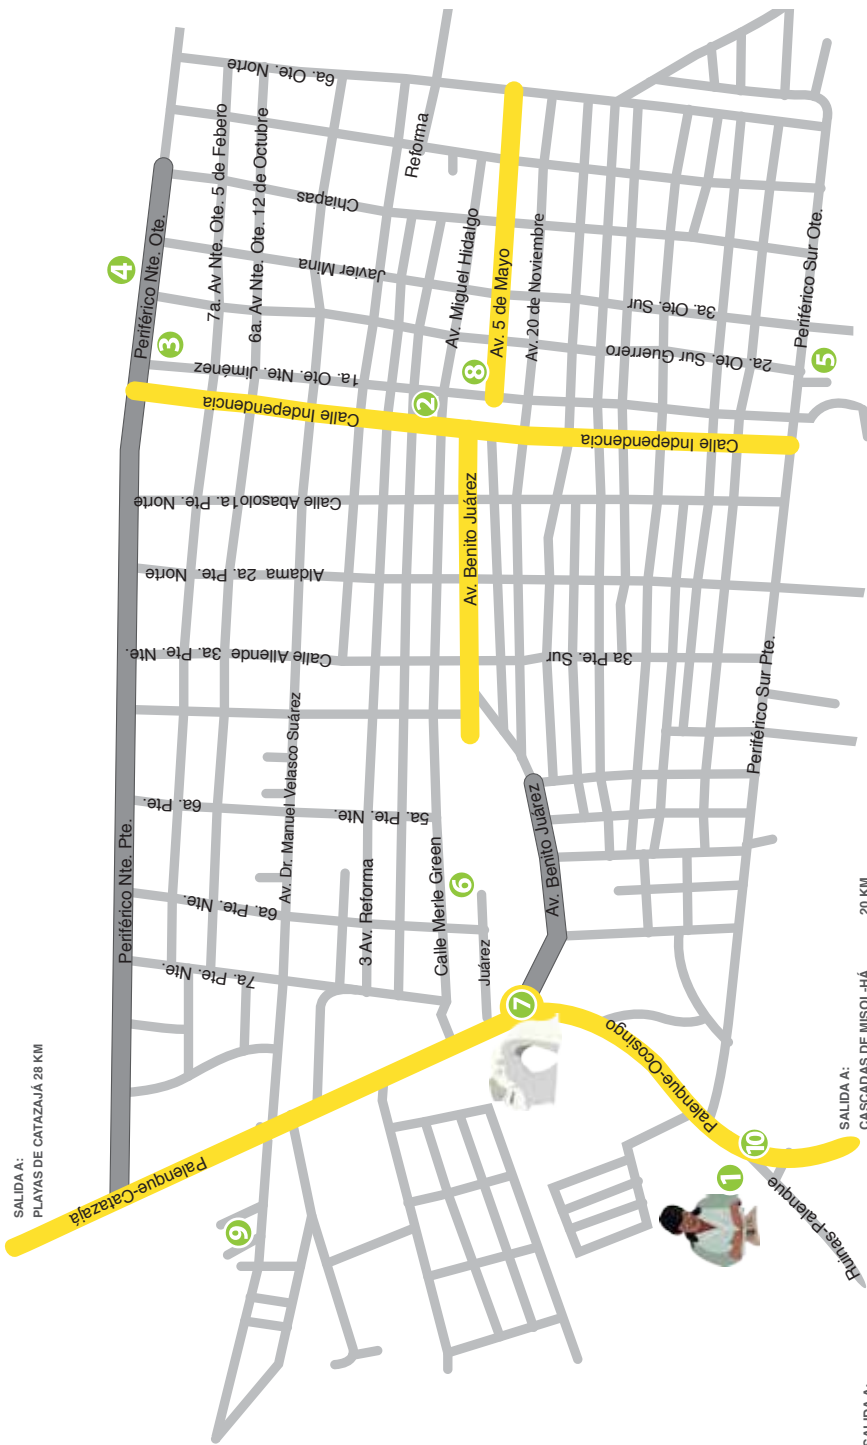 SALIDA A:
PLAYAS DE CATAZAJÁ 28 KM
Palenque-Catazajá
Periférico Nte. Pte.
Periférico Nte. Ote.
4
3
9
7a. Pte. Nte.
6a. Pte. Nte.
6a. Pte.
5a. Pte. Nte.
Calle Allende 3a. Pte. Nte.
Aldama 2a. Pte. Norte
Calle Abasolo1a. Pte. Norte
Calle Independencia
1a. Ote. Nte. Jiménez
Javier Mina
Chiapas
6a. Ote. Norte
7a. Av Nte. Ote. 5 de Febero
6a. Av Nte. Ote. 12 de Octubre
Av. Dr. Manuel Velasco Suárez
3 Av. Reforma
Reforma
Calle Merle Green
2
6
Juárez
Av. Miguel Hidalgo
8
Av. 5 de Mayo
Av. Benito Juárez
Av. 20 de Noviembre
7
Av. Benito Juárez
Palenque-Ocosingo
3a Pte. Sur
Calle Independencia
2a. Ote. Sur Guerrero
3a. Ote. Sur
Periférico Sur Pte.
Periférico Sur Ote.
5
1
10
Ruinas-Palenque
SALIDA A:
CASCADAS DE MISOL-HÁ 20 KM
SALIDA A: